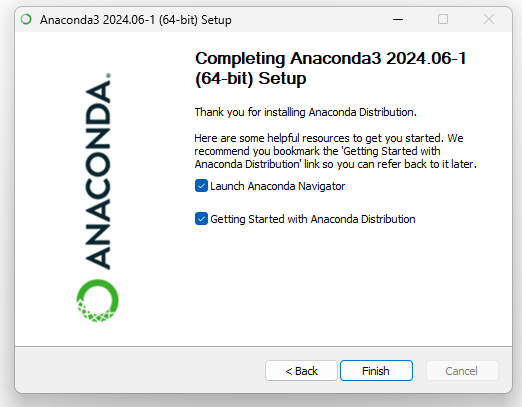 Anaconda3 2024.06-1 (64-bit) Setup
ANACONDA.
Completing Anaconda3 2024.06-1
(64-bit) Setup
Thank you for installing Anaconda Distribution.
Here are some helpful resources to get you started. We
recommend you bookmark the 'Getting Started with
Anaconda Distribution' link so you can refer back to it later.
Launch Anaconda Navigator
Getting Started with Anaconda Distribution
< Back
Finish
Cancel